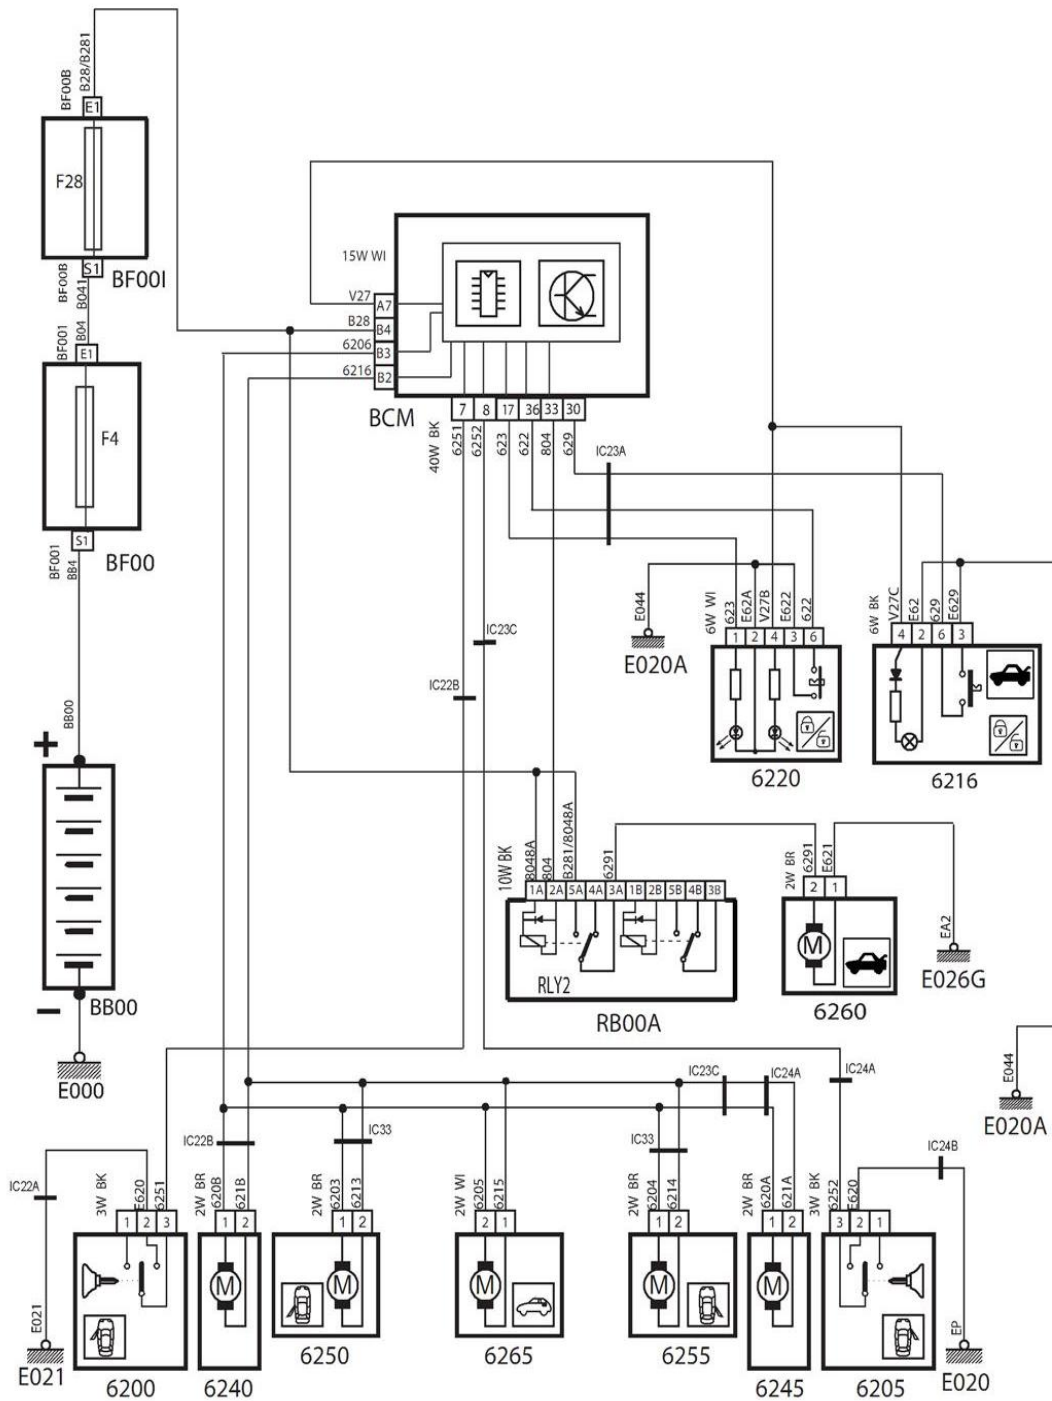 BF00B
B28/B281
E1
F28
S1
BF00I
BF00B
B041
BF001
B04
E1
F4
S1
BF00
BF001
BB4
BB00
+
−
BB00
E000
15W WI
V27
A7
B28
B4
6206
B3
6216
B2
BCM
7
8
17
36
33
30
40W BK
6251
6252
623
622
804
629
IC23A
IC23C
IC22B
E044
E020A
6W WI
623
E62A
V27B
E622
622
1
2
4
3
6
6220
6W BK
V27C
E62
629
E629
4
2
6
3
6216
10W BK
8048A
804
B281/8048A
6291
1A
2A
5A
4A
3A
1B
2B
5B
4B
3B
RLY2
RB00A
2W BR
6291
E621
2
1
M
6260
EA2
E026G
E044
E020A
IC23C
IC24A
IC24A
IC22B
IC33
IC33
IC24B
IC22A
3W BK
E620
6251
1
2
3
6200
E021
E021
2W BR
620B
621B
1
2
M
6240
2W BR
6203
6213
1
2
M
6250
2W WI
6205
6215
2
1
M
6265
2W BR
6204
6214
1
2
M
6255
2W BR
620A
621A
1
2
M
6245
3W BK
6252
E620
3
2
1
6205
EP
E020